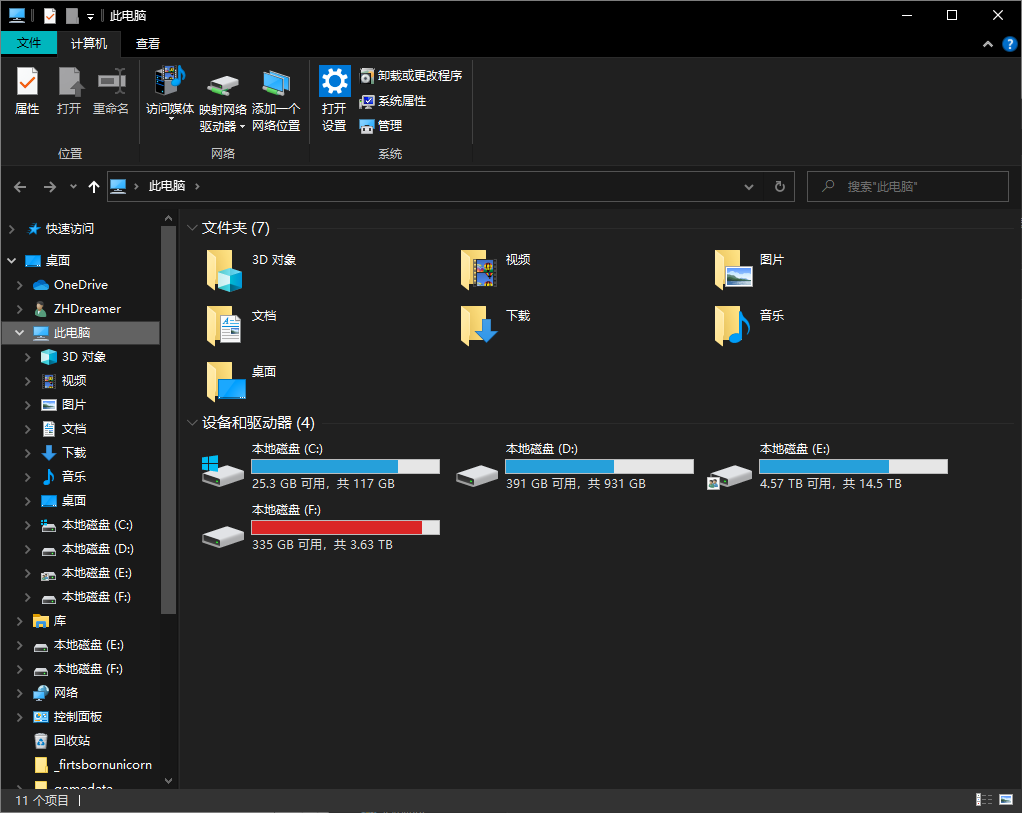 此电脑
文件 计算机 查看
属性 打开 重命名 访问媒体 映射网络驱动器 添加一个网络位置 打开设置 卸载或更改程序
系统属性
管理
位置 网络 系统
此电脑
搜索"此电脑"
快速访问
桌面
OneDrive
ZHDreamer
此电脑
3D 对象
视频
图片
文档
下载
音乐
桌面
本地磁盘 (C:)
本地磁盘 (D:)
本地磁盘 (E:)
本地磁盘 (F:)
库
本地磁盘 (E:)
本地磁盘 (F:)
网络
控制面板
回收站
_firtsbornunicorn
gamedata
文件夹 (7)
3D 对象 视频 图片
文档 下载 音乐
桌面
设备和驱动器 (4)
本地磁盘 (C:) 本地磁盘 (D:) 本地磁盘 (E:)
25.3 GB 可用，共 117 GB 391 GB 可用，共 931 GB 4.57 TB 可用，共 14.5 TB
本地磁盘 (F:)
335 GB 可用，共 3.63 TB
11 个项目